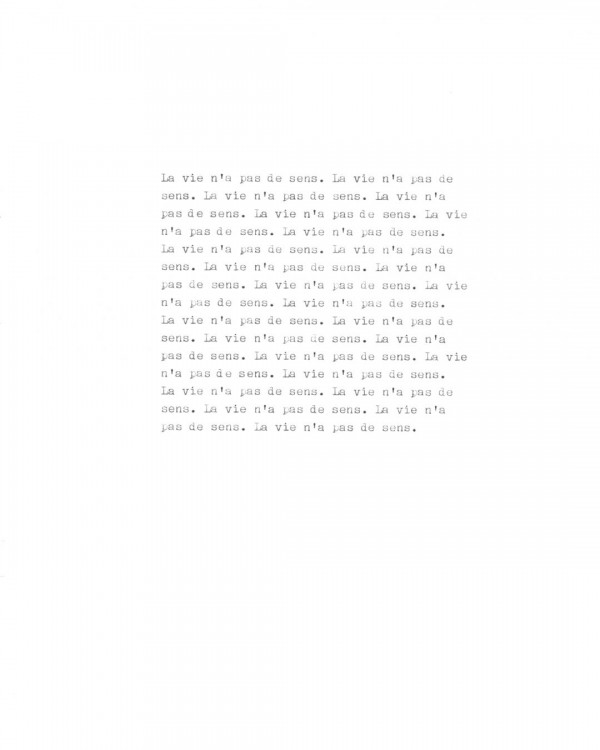 La vie n'a pas de sens. La vie n'a pas de
sens. La vie n'a pas de sens. La vie n'a
pas de sens. La vie n'a pas de sens. La vie
n'a pas de sens. La vie n'a pas de sens.
La vie n'a pas de sens. La vie n'a pas de
sens. La vie n'a pas de sens. La vie n'a
pas de sens. La vie n'a pas de sens. La vie
n'a pas de sens. La vie n'a pas de sens.
La vie n'a pas de sens. La vie n'a pas de
sens. La vie n'a pas de sens. La vie n'a
pas de sens. La vie n'a pas de sens. La vie
n'a pas de sens. La vie n'a pas de sens.
La vie n'a pas de sens. La vie n'a pas de
sens. La vie n'a pas de sens. La vie n'a
pas de sens. La vie n'a pas de sens.